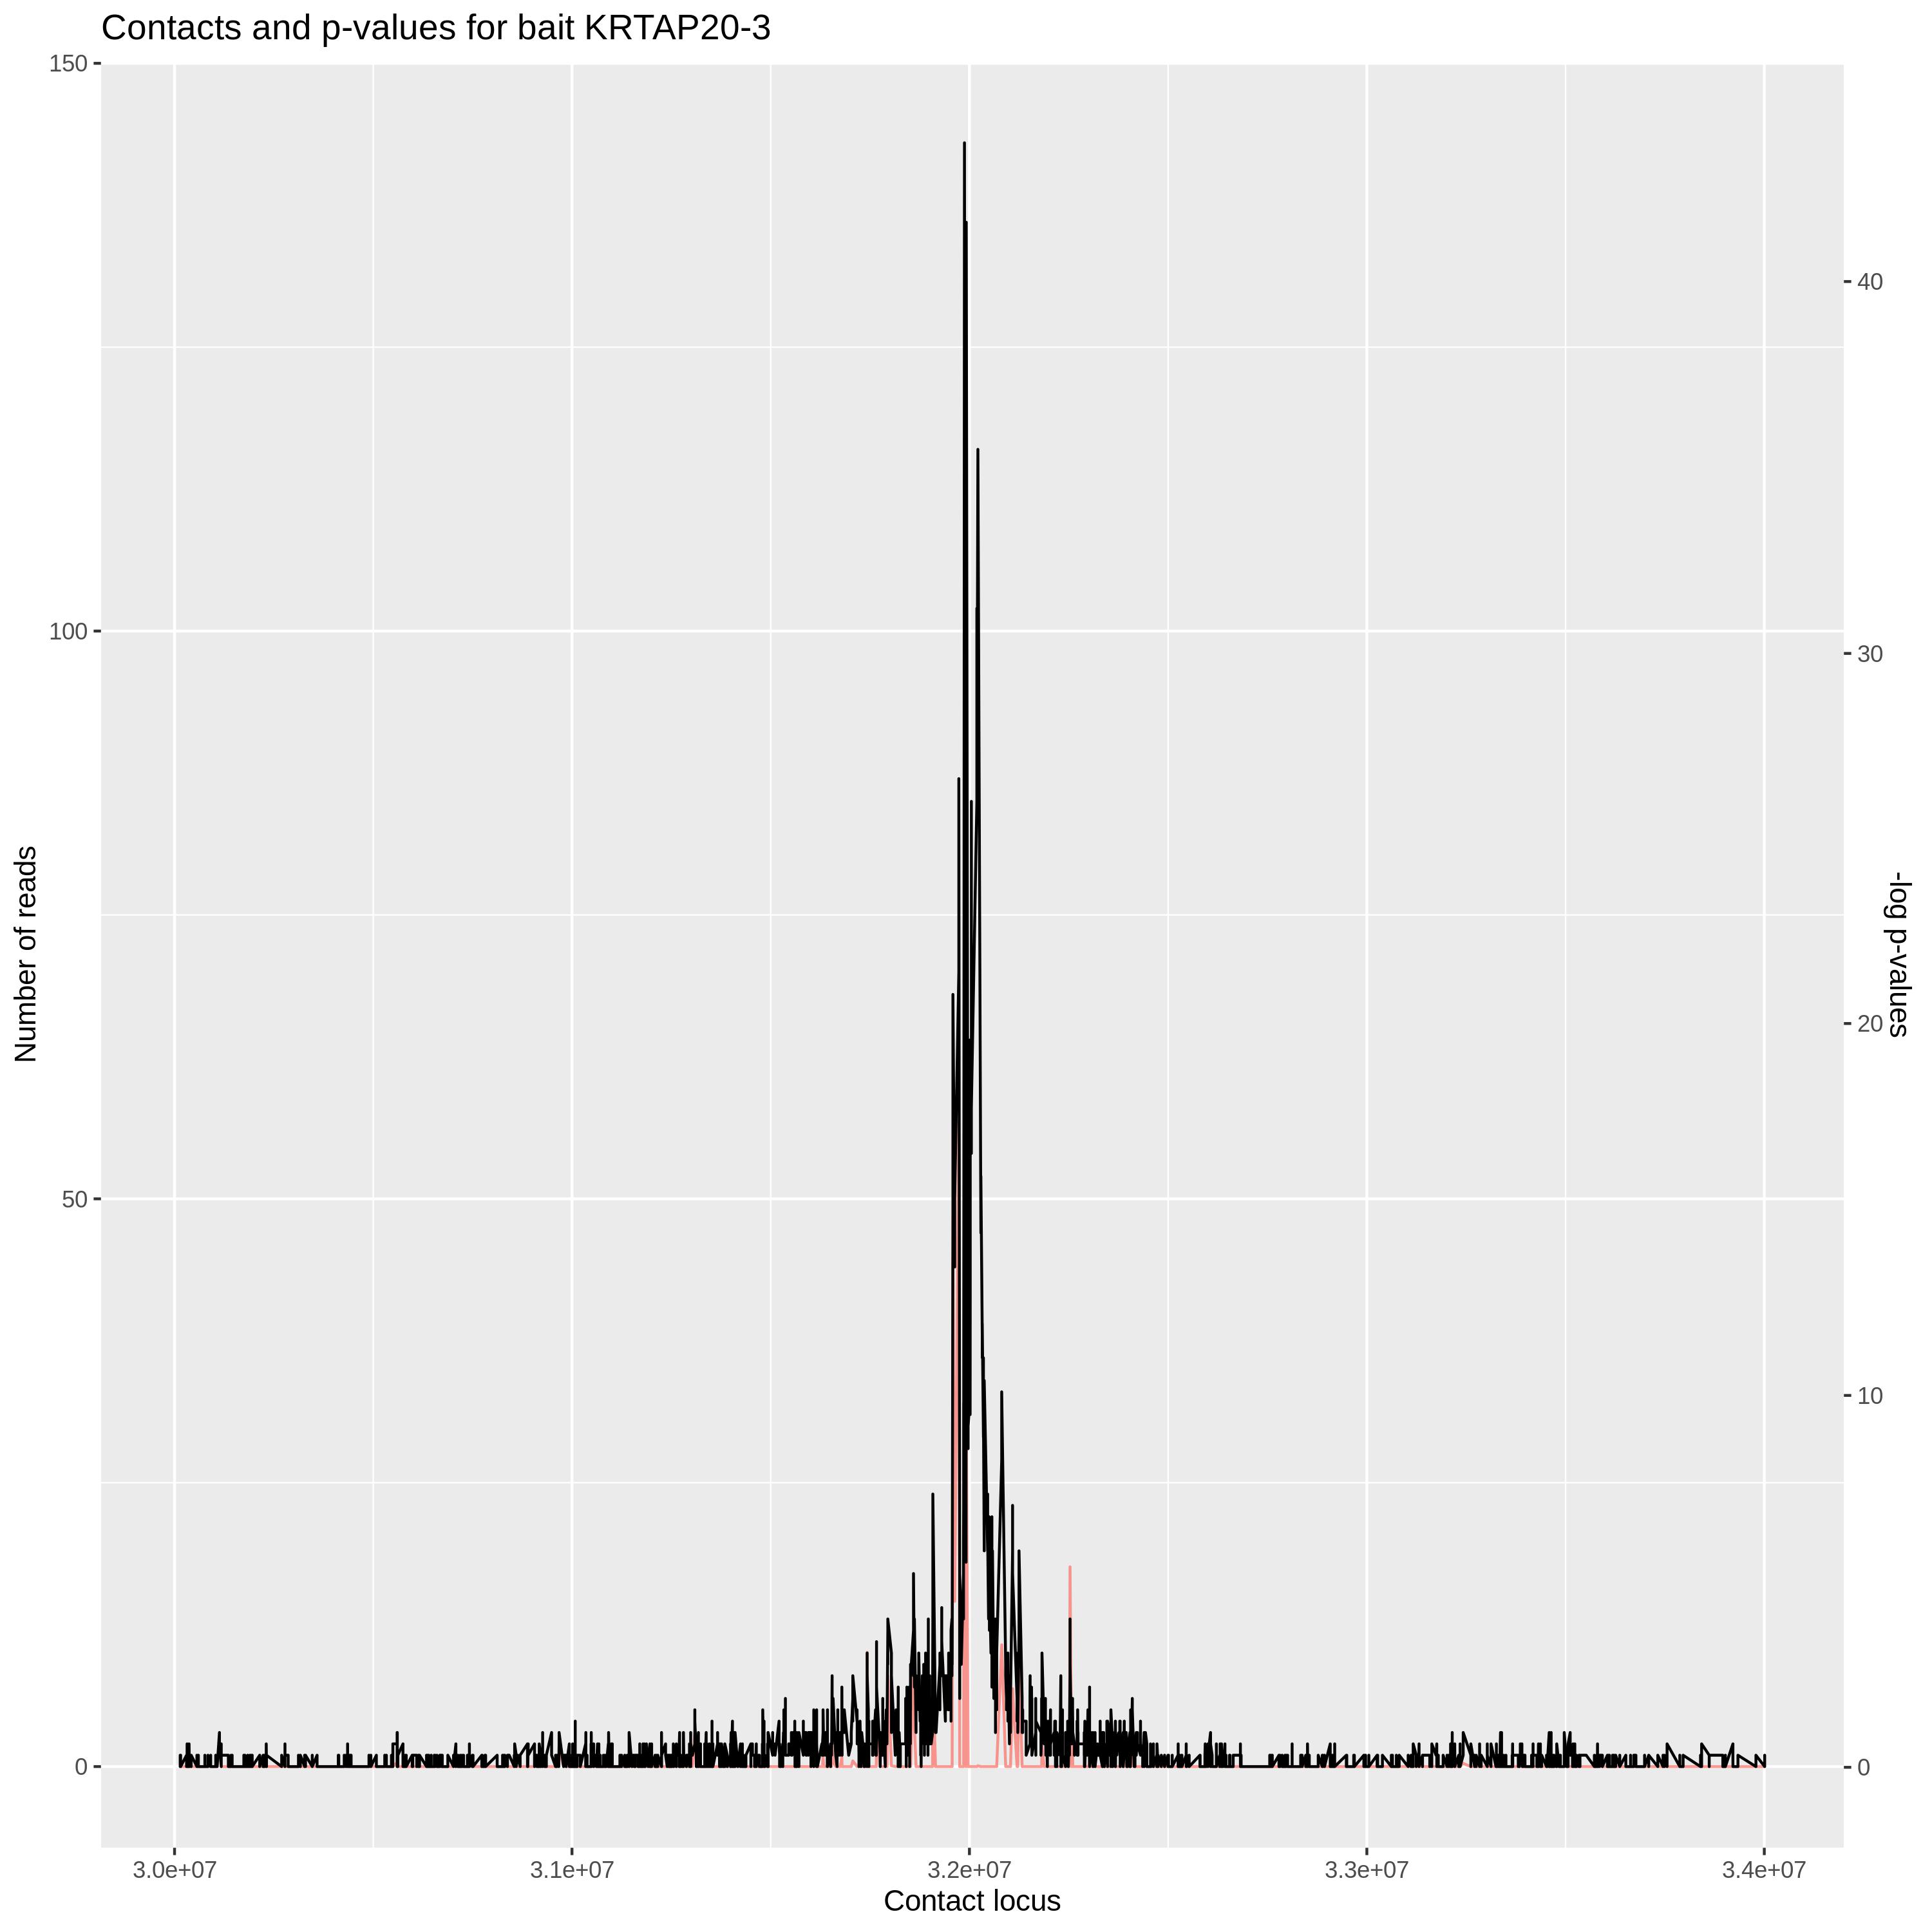 Contacts and p-values for bait KRTAP20-3
150
100
50
0
Number of reads
40
30
20
10
0
-log p-values
3.0e+07 3.1e+07 3.2e+07 3.3e+07 3.4e+07
Contact locus